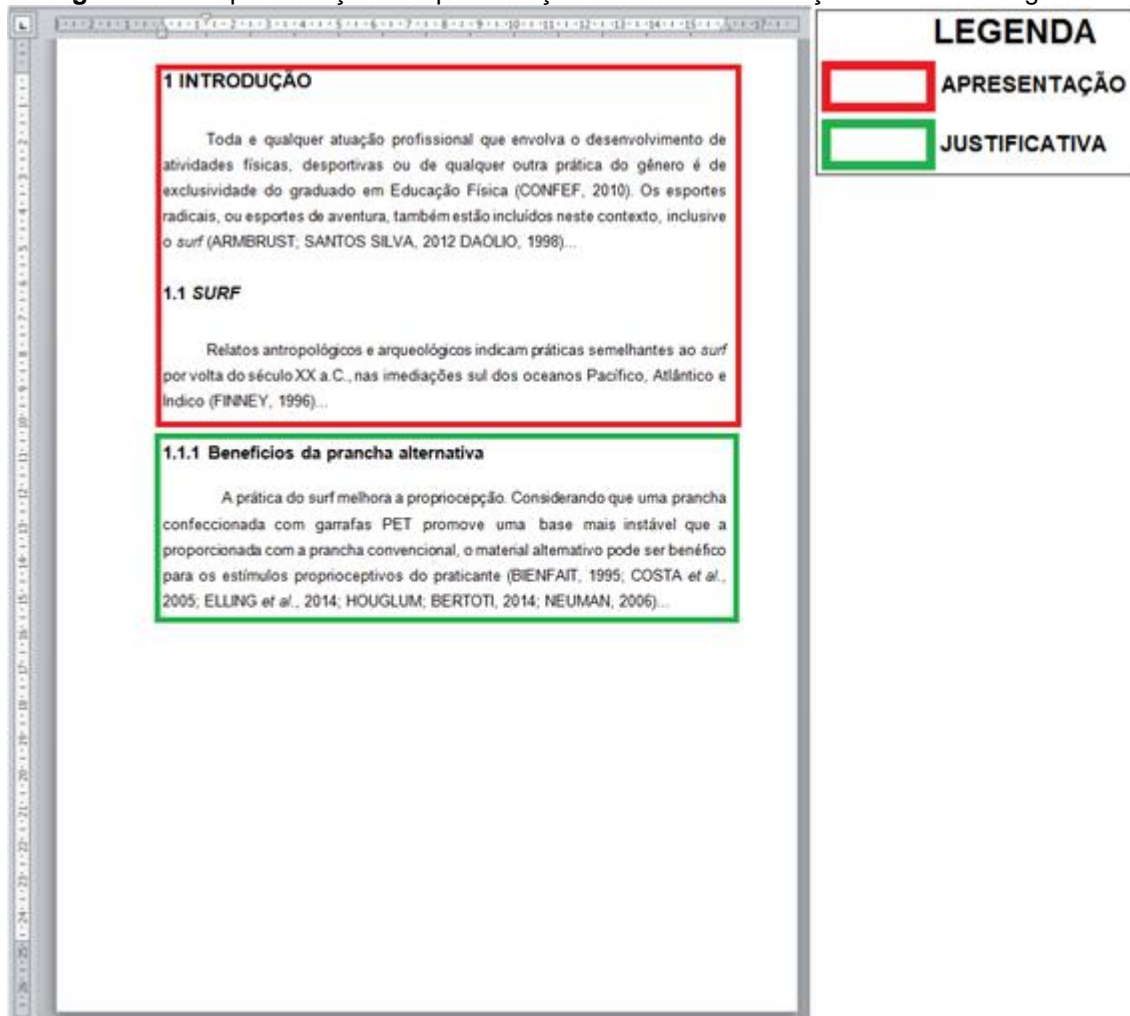 LEGENDA
APRESENTAÇÃO
JUSTIFICATIVA
1 INTRODUÇÃO
Toda e qualquer atuação profissional que envolva o desenvolvimento de
atividades físicas, desportivas ou de qualquer outra prática do gênero é de
exclusividade do graduado em Educação Física (CONFEF, 2010). Os esportes
radicais, ou esportes de aventura, também estão incluídos neste contexto, inclusive
o surf (ARMBRUST; SANTOS SILVA, 2012 DAÓLIO, 1998)...
1.1 SURF
Relatos antropológicos e arqueológicos indicam práticas semelhantes ao surf
por volta do século XX a.C., nas imediações sul dos oceanos Pacífico, Atlântico e
Indico (FINNEY, 1996)...
1.1.1 Beneficios da prancha alternativa
A prática do surf melhora a propriocepção. Considerando que uma prancha
confeccionada com garrafas PET promove uma base mais instável que a
proporcionada com a prancha convencional, o material alternativo pode ser benéfico
para os estímulos proprioceptivos do praticante (BIENFAIT, 1995; COSTA et al.,
2005; ELLING et al., 2014; HOUGLUM; BERTOTI, 2014; NEUMAN, 2006)...